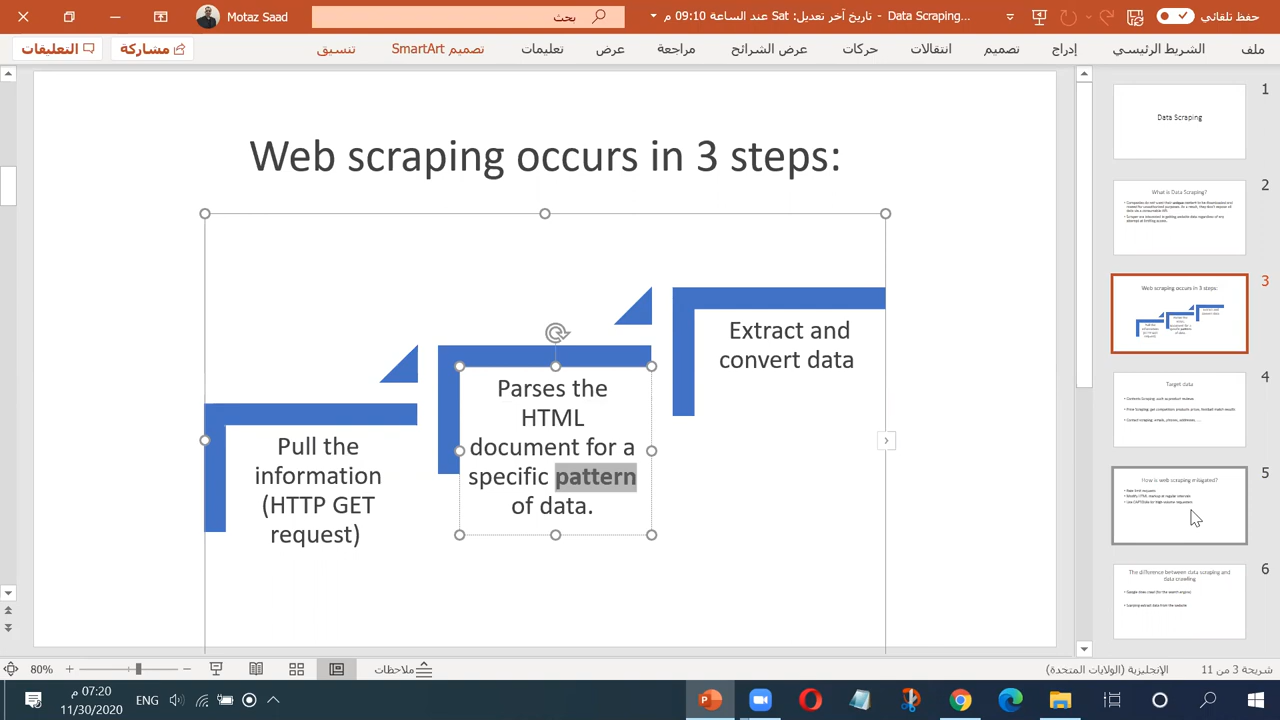 حفظ تلقائي
Data Scraping... - تاريخ آخر تعديل: Sat عند الساعة 09:10 م
بحث
Motaz Saad
ملف
الشريط الرئيسي
إدراج
تصميم
انتقالات
حركات
عرض الشرائح
مراجعة
عرض
تعليمات
تصميم SmartArt
تنسيق
مشاركة
التعليقات
Web scraping occurs in 3 steps:
Pull the
information
(HTTP GET
request)
Parses the
HTML
document for a
specific pattern
of data.
Extract and
convert data
1
Data Scraping
2
What is Data Scraping?
3
Web scraping occurs in 3 steps:
4
Target data
5
How is web scraping mitigated?
6
The difference between data scraping and
data crawling
شريحة 3 من 11
الإنجليزية (الولايات المتحدة)
ملاحظات
80%
07:20 م
11/30/2020
ENG